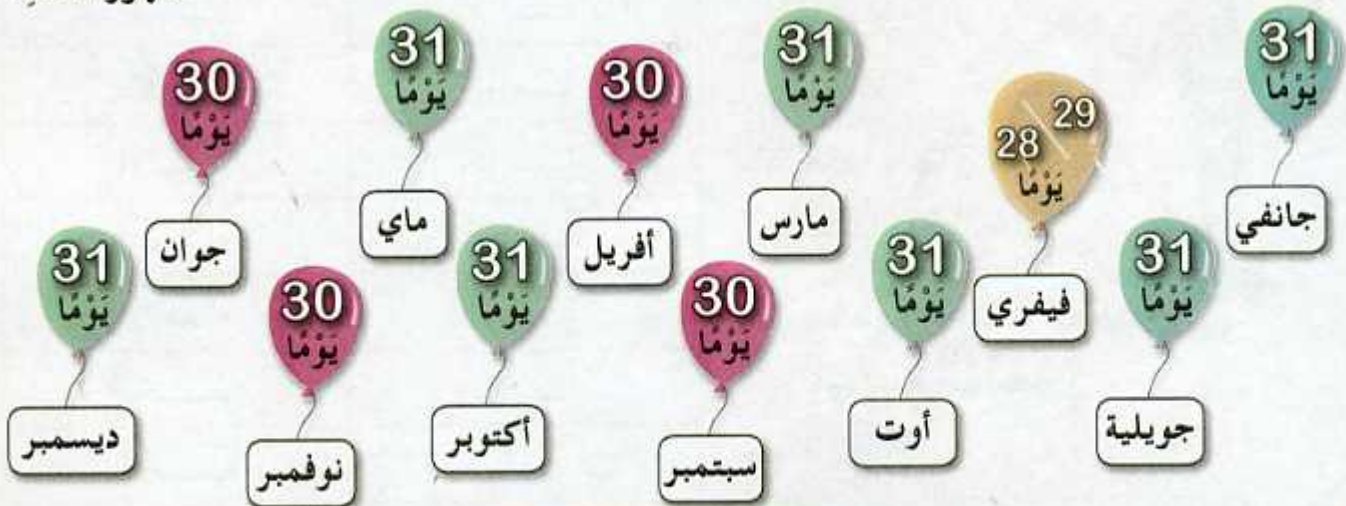 31
يَوْمًا
جانفي
29
28
يَوْمًا
فيفري
31
يَوْمًا
مارس
30
يَوْمًا
أفريل
31
يَوْمًا
ماي
30
يَوْمًا
جوان
31
يَوْمًا
جويلية
31
يَوْمًا
أوت
30
يَوْمًا
سبتمبر
31
يَوْمًا
أكتوبر
30
يَوْمًا
نوفمبر
31
يَوْمًا
ديسمبر